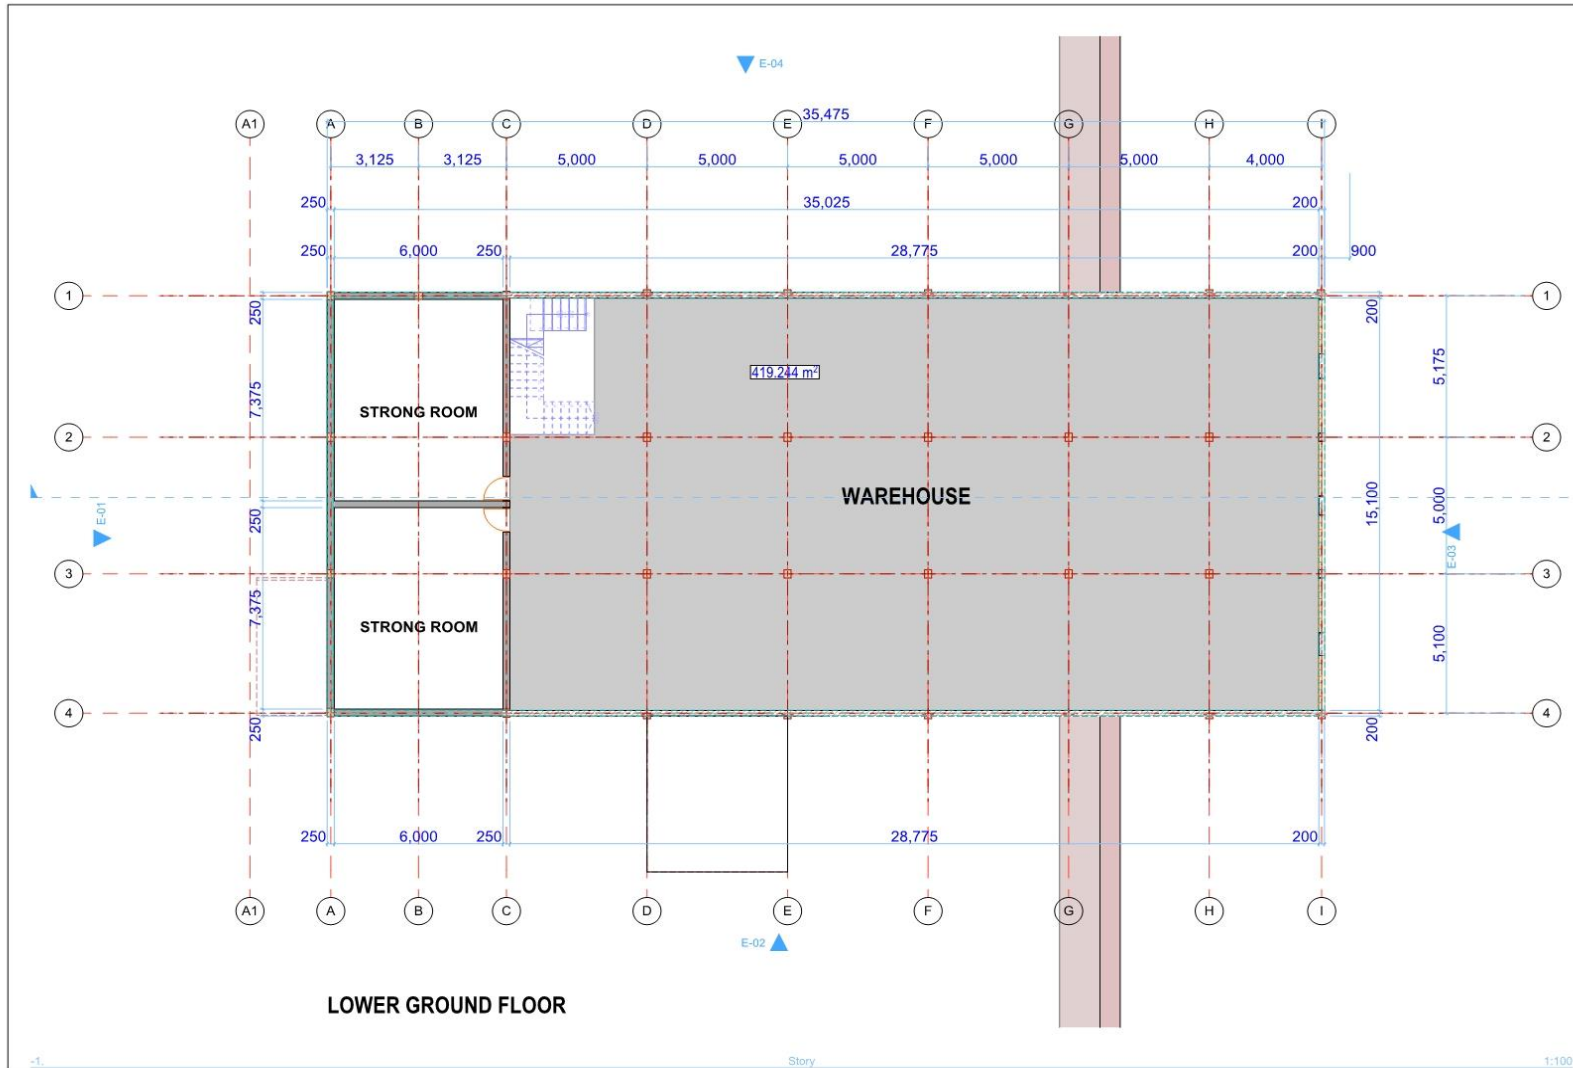 E-04
A1 A B C D E F G H I
35,475
3,125 3,125 5,000 5,000 5,000 5,000 5,000 4,000
250 35,025 200
250 6,000 250 28,775 200 900
1 1
250 200
5,175
419.244 m²
7,375
STRONG ROOM
2 2
WAREHOUSE
15,100
5,000
E-01
250
E-03
3 3
7,375
STRONG ROOM
5,100
4 4
250 200
250 6,000 250 28,775 200
A1 A B C D E F G H I
E-02
LOWER GROUND FLOOR
-1. Story 1:100